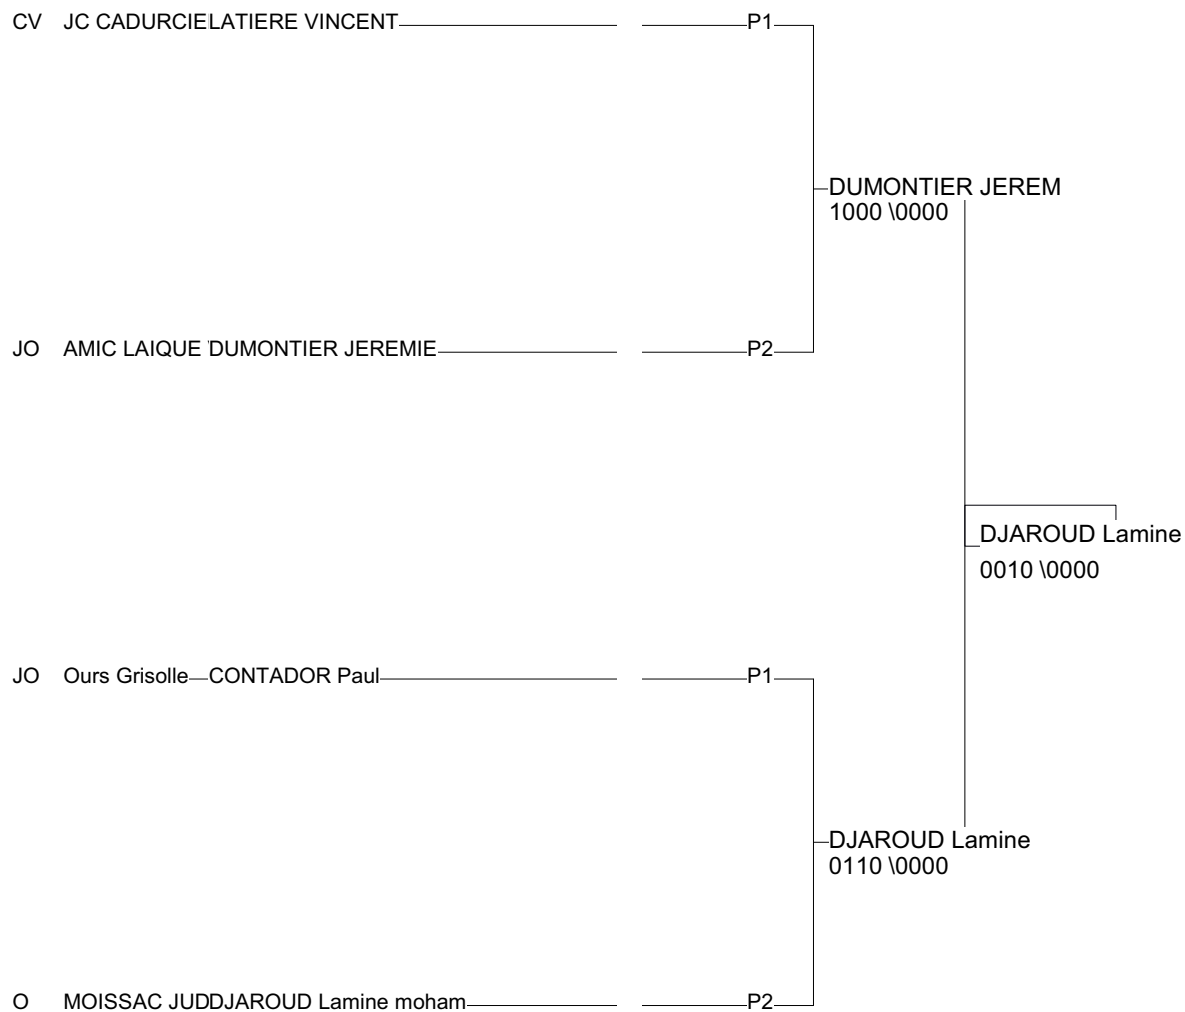 CV JC CADURCIELATIERE VINCENT P1
DUMONTIER JEREM
1000 \0000
JO AMIC LAIQUE DUMONTIER JEREMIE P2
DJAROUD Lamine
0010 \0000
JO Ours Grisolle CONTADOR Paul P1
DJAROUD Lamine
0110 \0000
O MOISSAC JUDDJAROUD Lamine moham P2